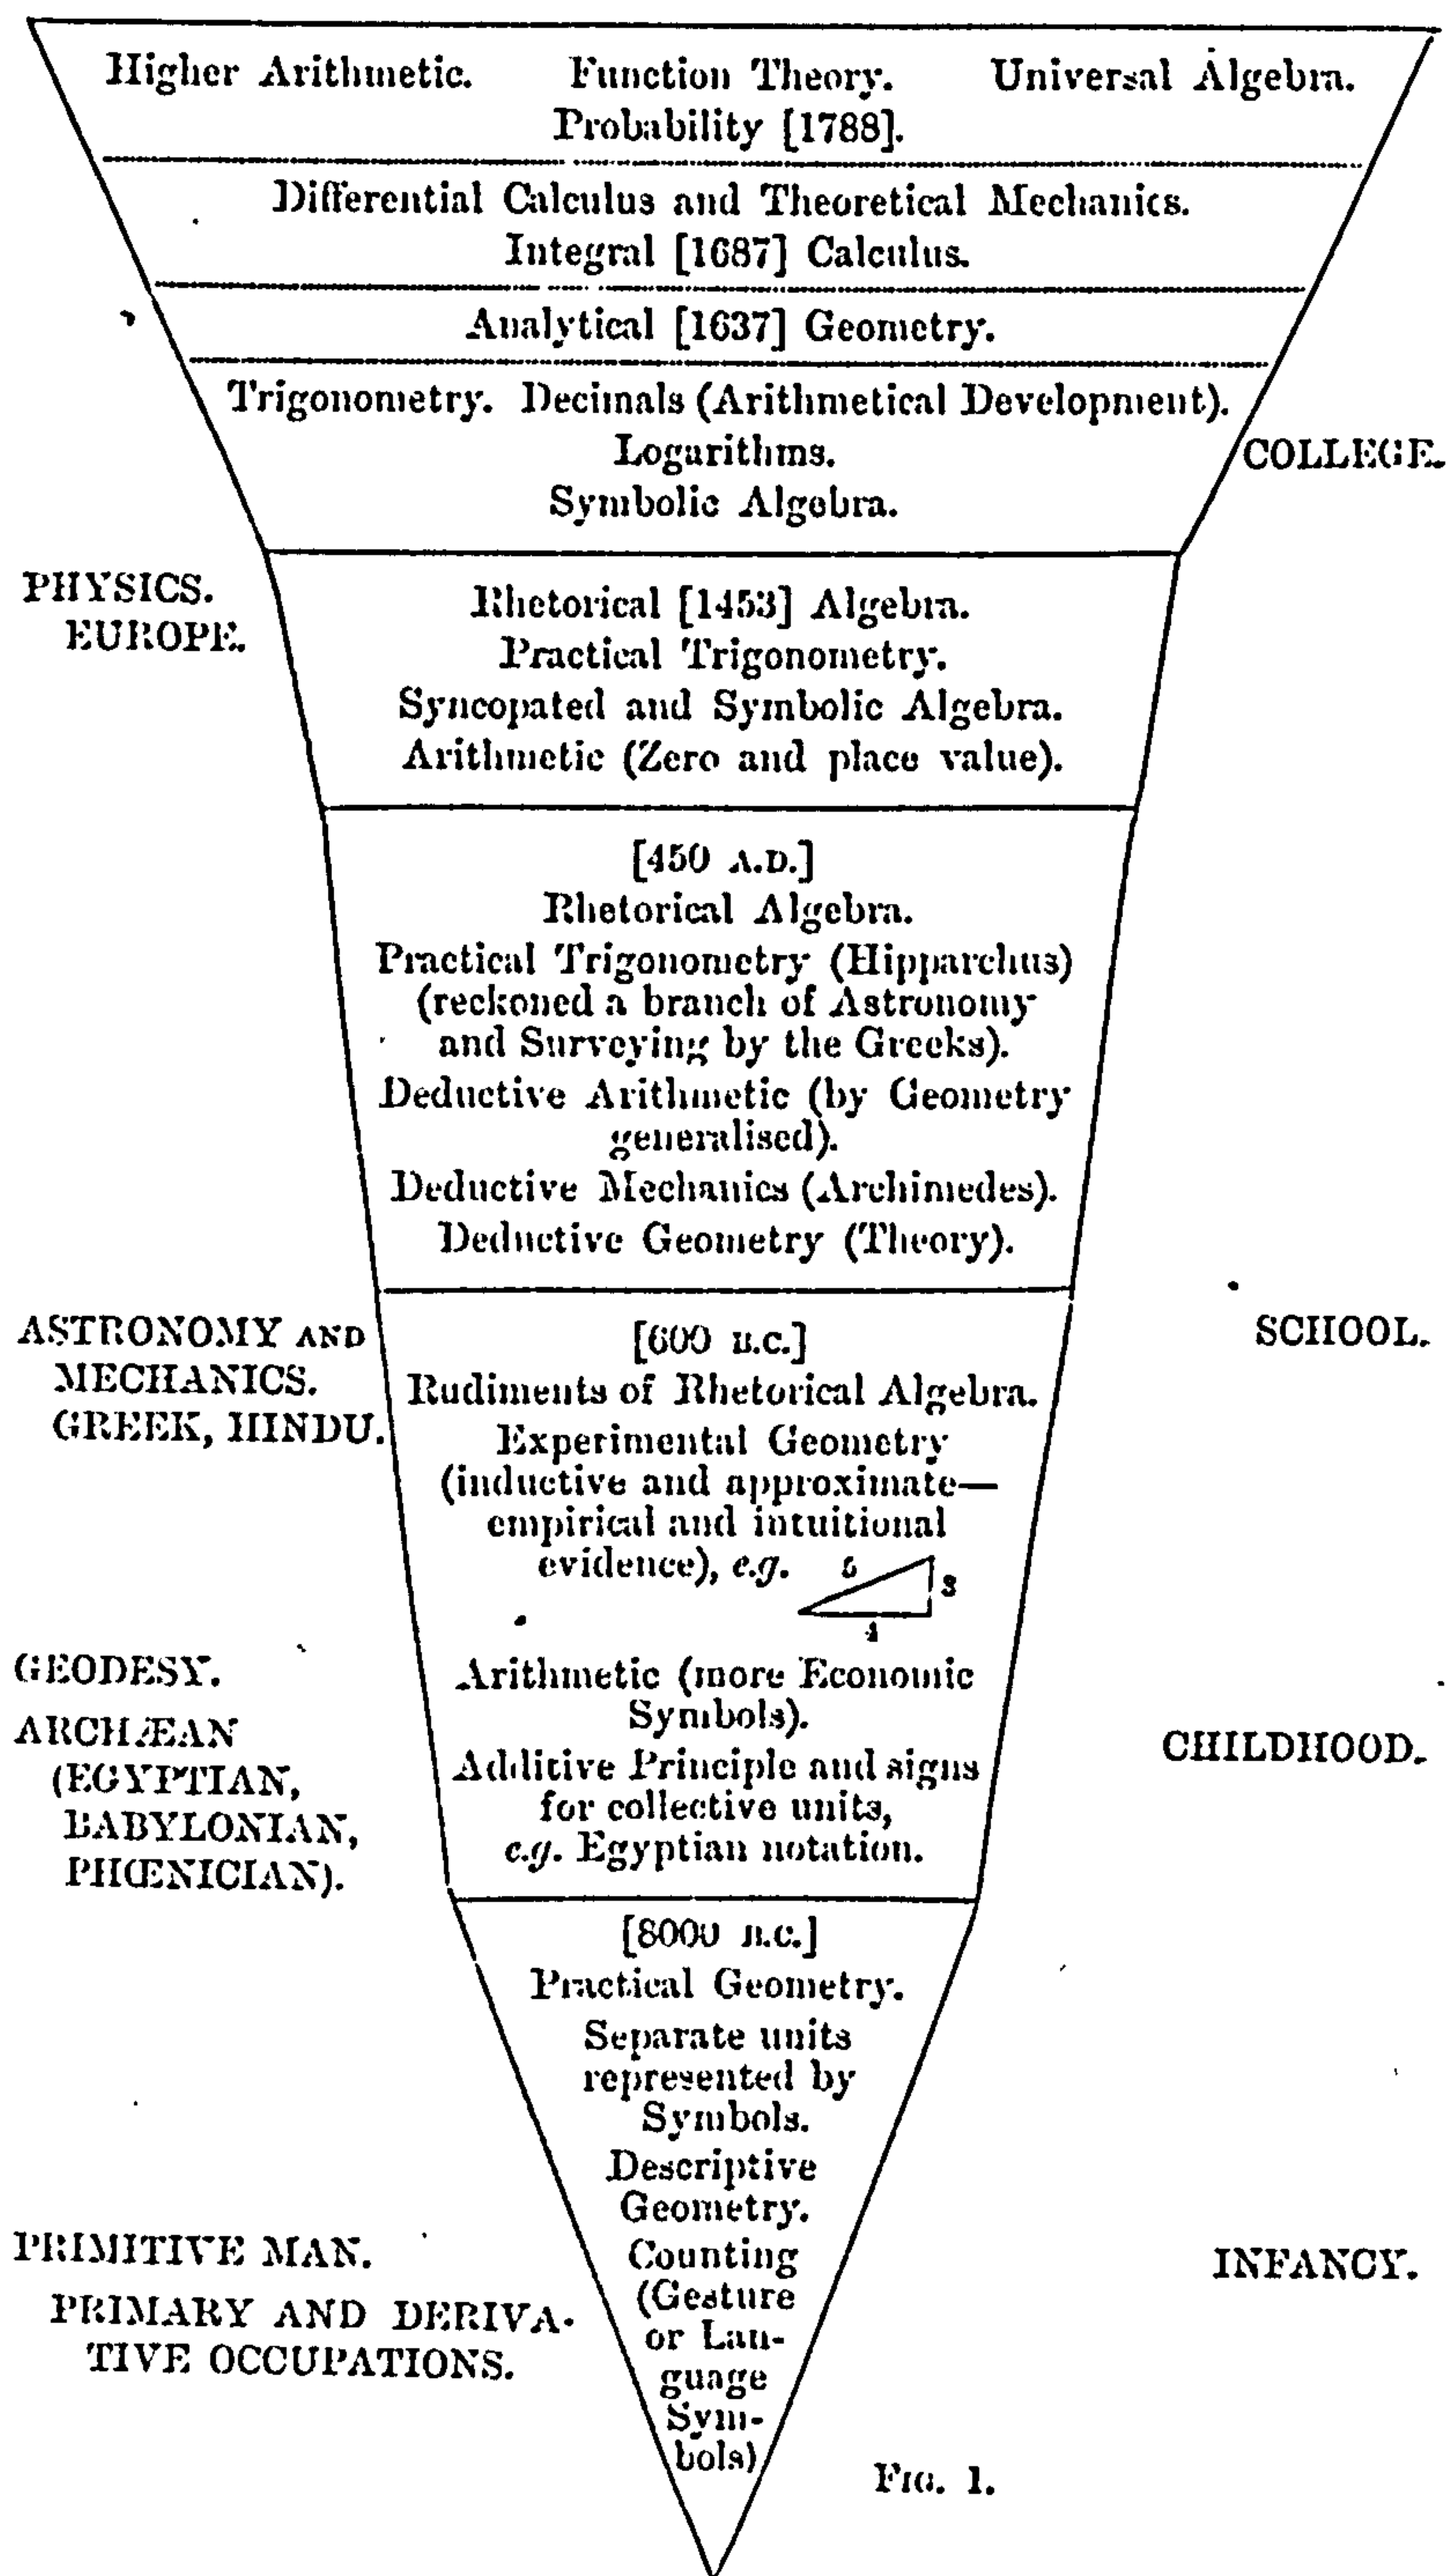 Higher Arithmetic. Function Theory. Universal Algebra.
Probability [1788].
Differential Calculus and Theoretical Mechanics.
Integral [1687] Calculus.
Analytical [1637] Geometry.
Trigonometry. Decimals (Arithmetical Development).
Logarithms.
COLLEGE.
Symbolic Algebra.
PHYSICS.
EUROPE.
Rhetorical [1453] Algebra.
Practical Trigonometry.
Syncopated and Symbolic Algebra.
Arithmetic (Zero and place value).
[450 A.D.]
Rhetorical Algebra.
Practical Trigonometry (Hipparchus)
(reckoned a branch of Astronomy
and Surveying by the Greeks).
Deductive Arithmetic (by Geometry
generalised).
Deductive Mechanics (Archimedes).
Deductive Geometry (Theory).
ASTRONOMY AND
MECHANICS.
GREEK, HINDU.
SCHOOL.
[600 B.C.]
Rudiments of Rhetorical Algebra.
Experimental Geometry
(inductive and approximate—
empirical and intuitional
evidence), e.g.
5
3
4
GEODESY.
ARCHÆAN
(EGYPTIAN,
BABYLONIAN,
PHŒNICIAN).
Arithmetic (more Economic
Symbols).
Additive Principle and signs
for collective units,
e.g. Egyptian notation.
CHILDHOOD.
[8000 B.C.]
Practical Geometry.
Separate units
represented by
Symbols.
Descriptive
Geometry.
Counting
(Gesture
or Lan-
guage
Sym-
bols)
PRIMITIVE MAN.
PRIMARY AND DERIVA-
TIVE OCCUPATIONS.
INFANCY.
FIG. 1.